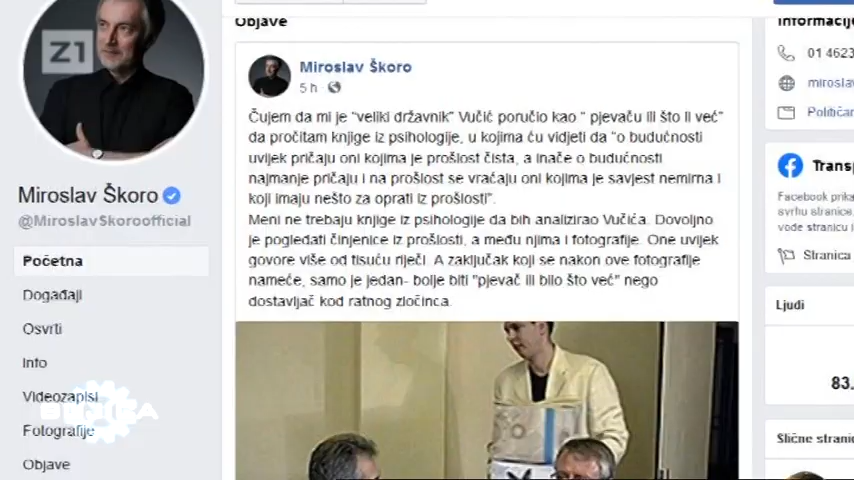 Z1
Miroslav Škoro
@MiroslavSkoroofficial
Početna
Događaji
Osvrti
Info
Videozapisi
Fotografije
Objave
BUJICA
Objave
Miroslav Škoro
5 h
Čujem da mi je "veliki državnik" Vučić poručio kao " pjevaču ili što li već"
da pročitam knjige iz psihologije, u kojima ću vidjeti da "o budućnosti
uvijek pričaju oni kojima je prošlost čista, a inače o budućnosti
najmanje pričaju i na prošlost se vraćaju oni kojima je savjest nemirna i
koji imaju nešto za oprati iz prošlosti".
Meni ne trebaju knjige iz psihologije da bih analizirao Vučića. Dovoljno
je pogledati činjenice iz prošlosti, a među njima i fotografije. One uvijek
govore više od tisuću riječi. A zaključak koji se nakon ove fotografije
nameće, samo je jedan- bolje biti "pjevač ili bilo što već" nego
dostavljač kod ratnog zločinca.
Informacije
01 4623
miroslav
Političar
Transp
Facebook prika
svrhu stranice.
vode stranicu i
Stranica
Ljudi
83.
Slične stranic